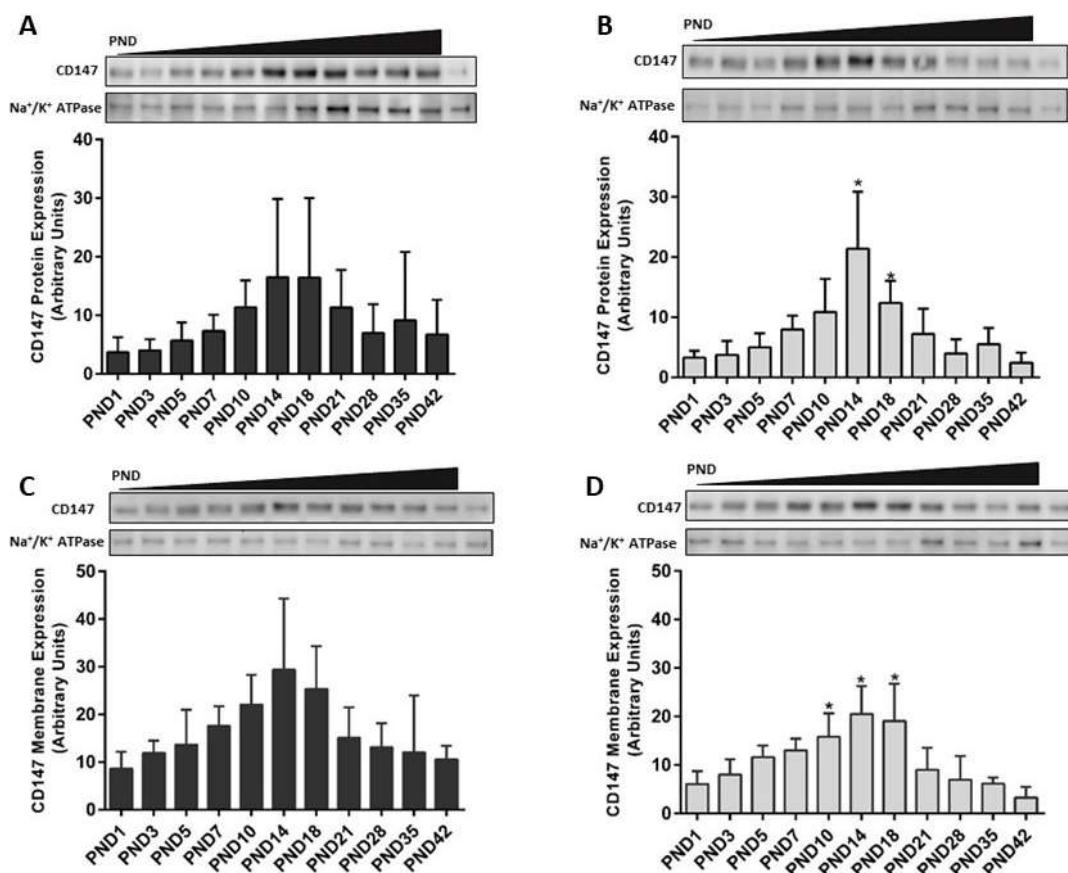 A
PND
CD147
Na⁺/K⁺ ATPase
CD147 Protein Expression
(Arbitrary Units)
40
30
20
10
0
PND1
PND3
PND5
PND7
PND10
PND14
PND18
PND21
PND28
PND35
PND42
B
PND
CD147
Na⁺/K⁺ ATPase
CD147 Protein Expression
(Arbitrary Units)
40
30
20
10
0
*
*
PND1
PND3
PND5
PND7
PND10
PND14
PND18
PND21
PND28
PND35
PND42
C
PND
CD147
Na⁺/K⁺ ATPase
CD147 Membrane Expression
(Arbitrary Units)
50
40
30
20
10
0
PND1
PND3
PND5
PND7
PND10
PND14
PND18
PND21
PND28
PND35
PND42
D
PND
CD147
Na⁺/K⁺ ATPase
CD147 Membrane Expression
(Arbitrary Units)
50
40
30
20
10
0
*
*
*
PND1
PND3
PND5
PND7
PND10
PND14
PND18
PND21
PND28
PND35
PND42